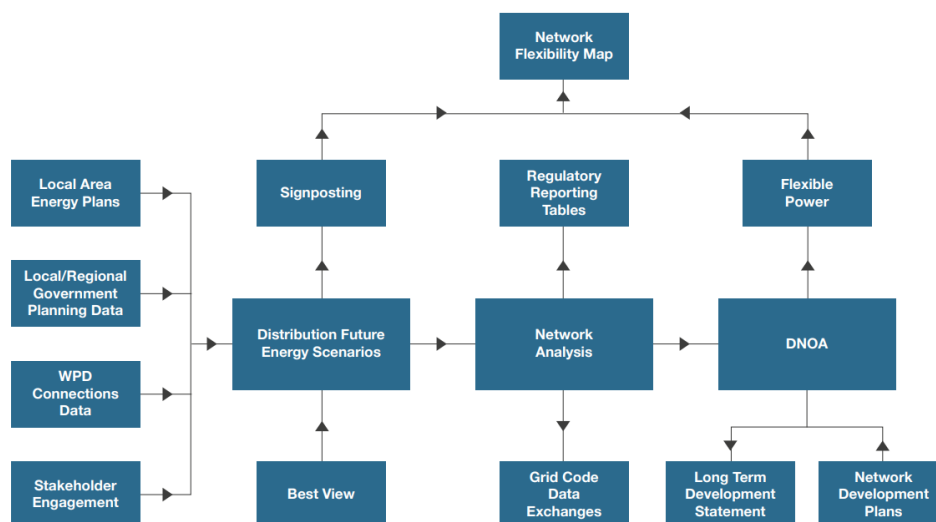 Network
Flexibility Map
Local Area
Energy Plans
Signposting
Regulatory
Reporting
Tables
Flexible
Power
Local/Regional
Government
Planning Data
Distribution Future
Energy Scenarios
Network
Analysis
DNOA
WPD
Connections
Data
Stakeholder
Engagement
Best View
Grid Code
Data
Exchanges
Long Term
Development
Statement
Network
Development
Plans